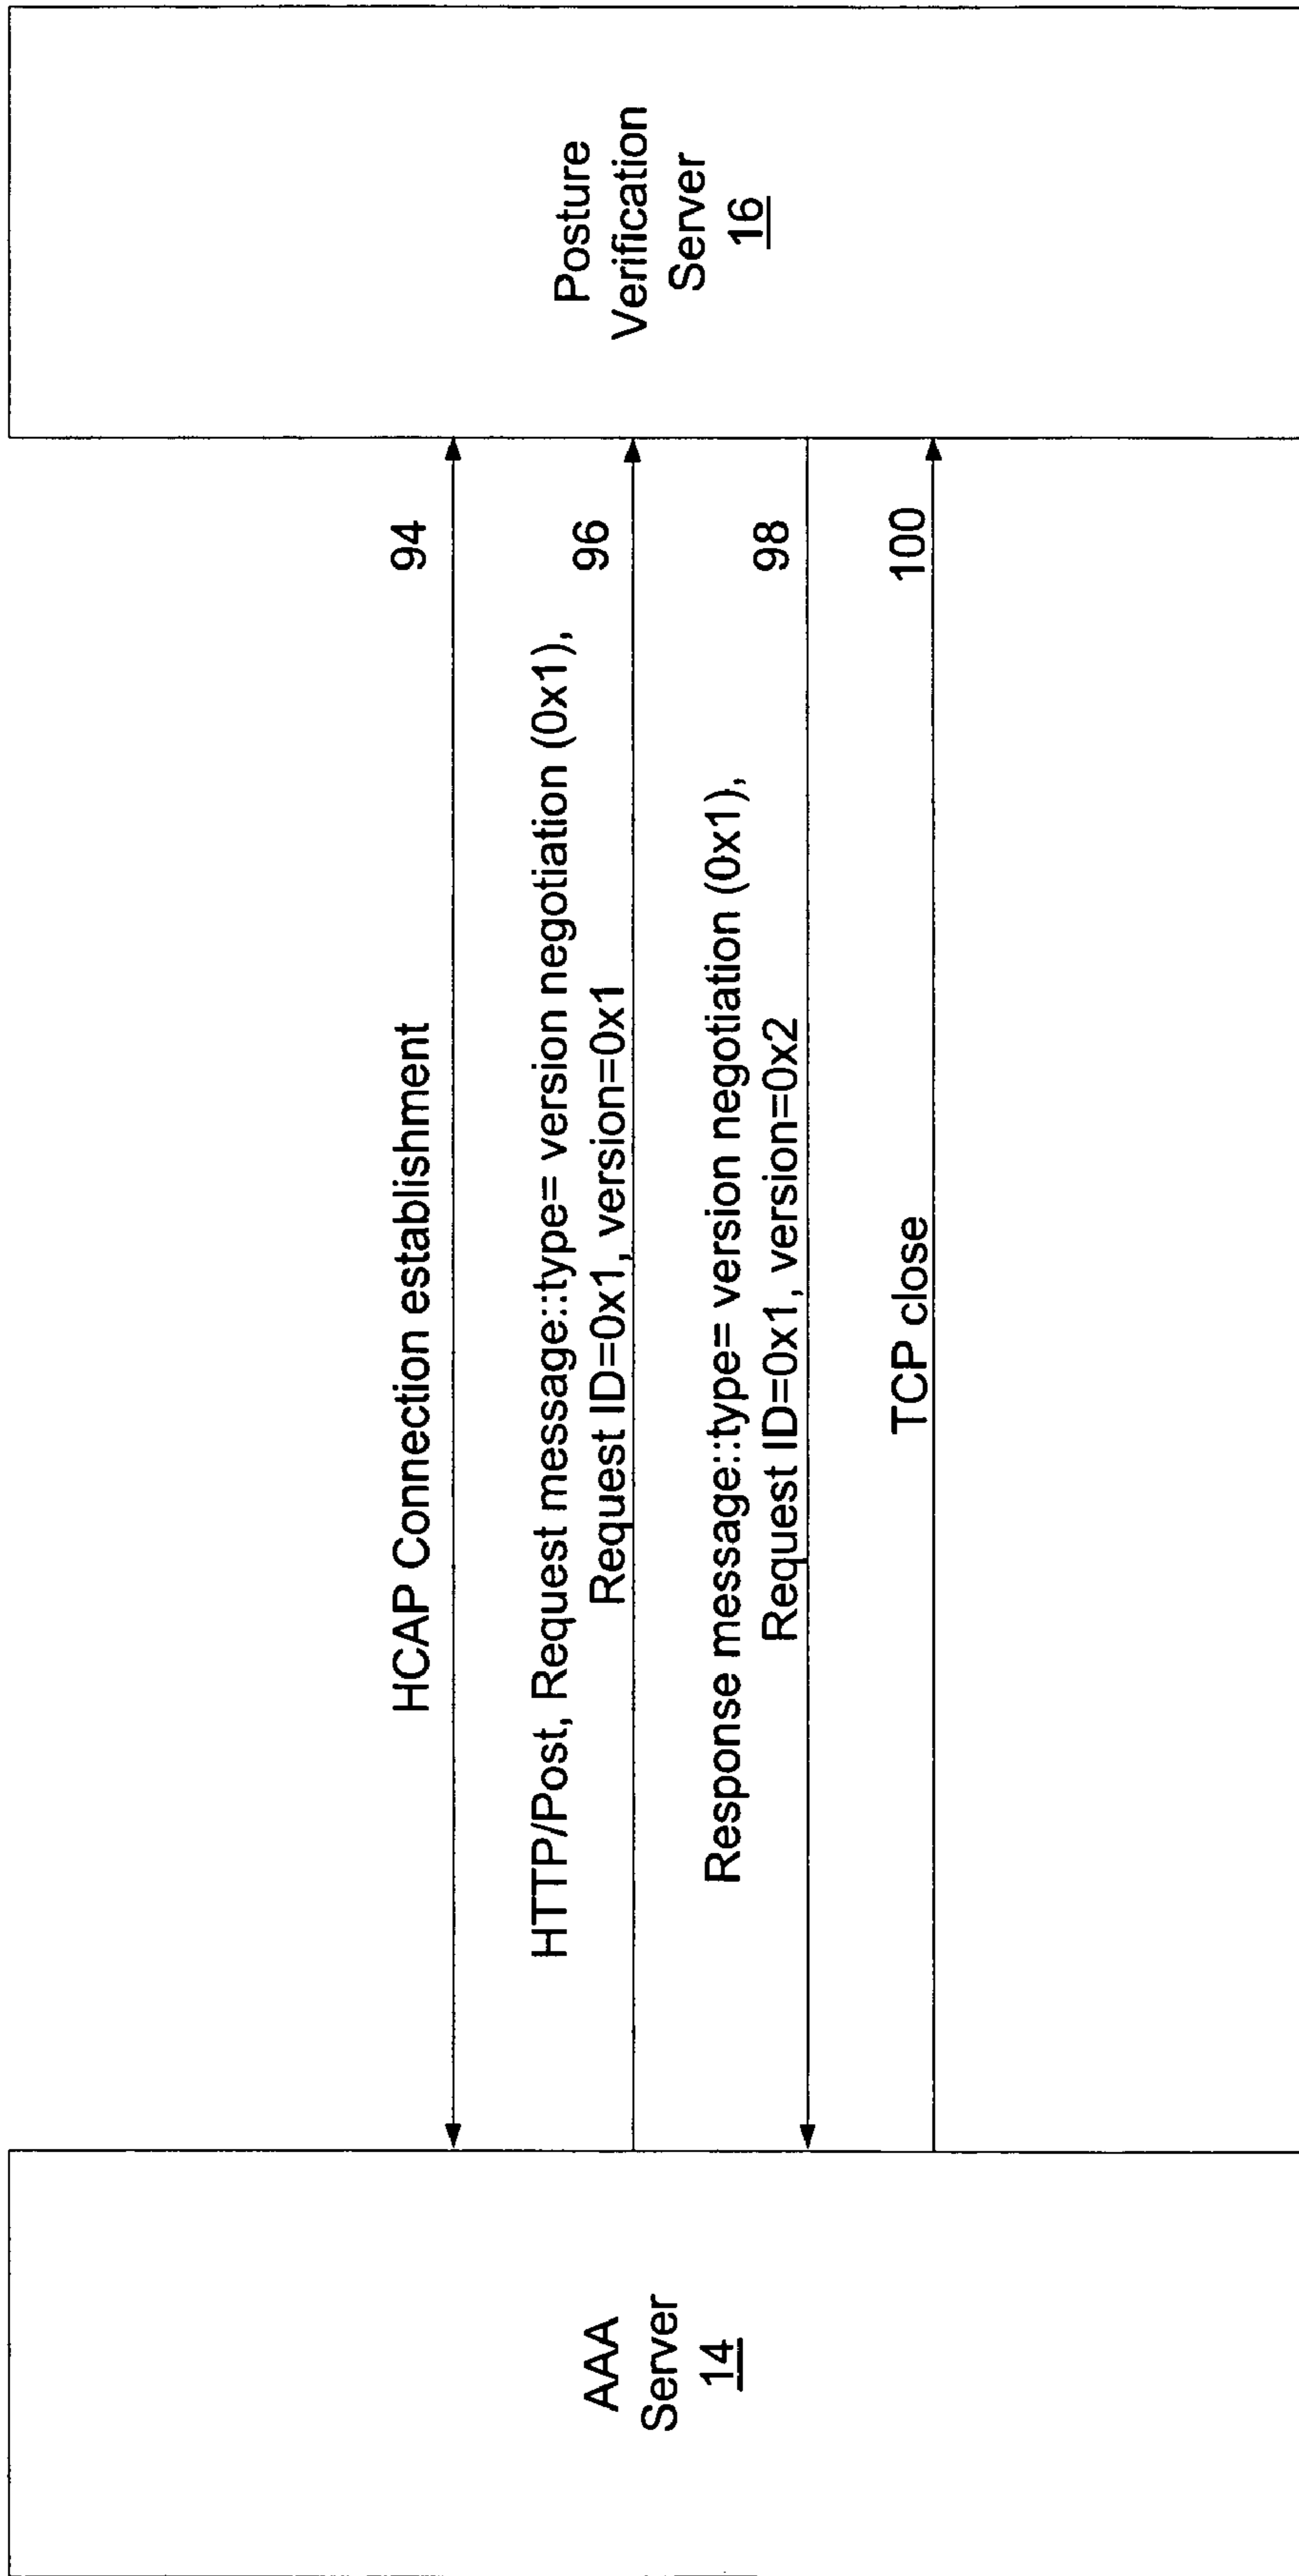 AAA
Server
14
Posture
Verification
Server
16
HCAP Connection establishment
94
HTTP/Post, Request message::type= version negotiation (0x1),
Request ID=0x1, version=0x1
96
Response message::type= version negotiation (0x1),
Request ID=0x1, version=0x2
98
TCP close
100